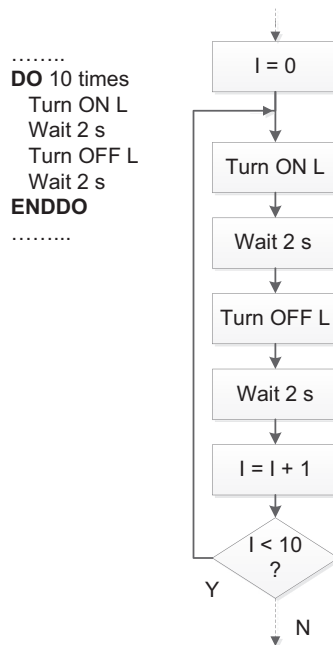 ........
DO 10 times
Turn ON L
Wait 2 s
Turn OFF L
Wait 2 s
ENDDO
.........
I = 0
Turn ON L
Wait 2 s
Turn OFF L
Wait 2 s
I = I + 1
I < 10
?
Y
N